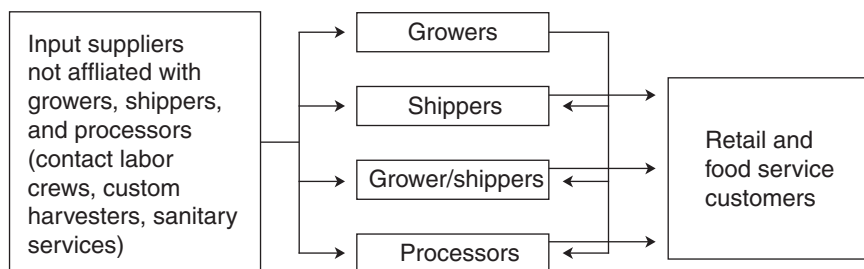 Input suppliers
not affliated with
growers, shippers,
and processors
(contact labor
crews, custom
harvesters, sanitary
services)
Growers
Shippers
Grower/shippers
Processors
Retail and
food service
customers